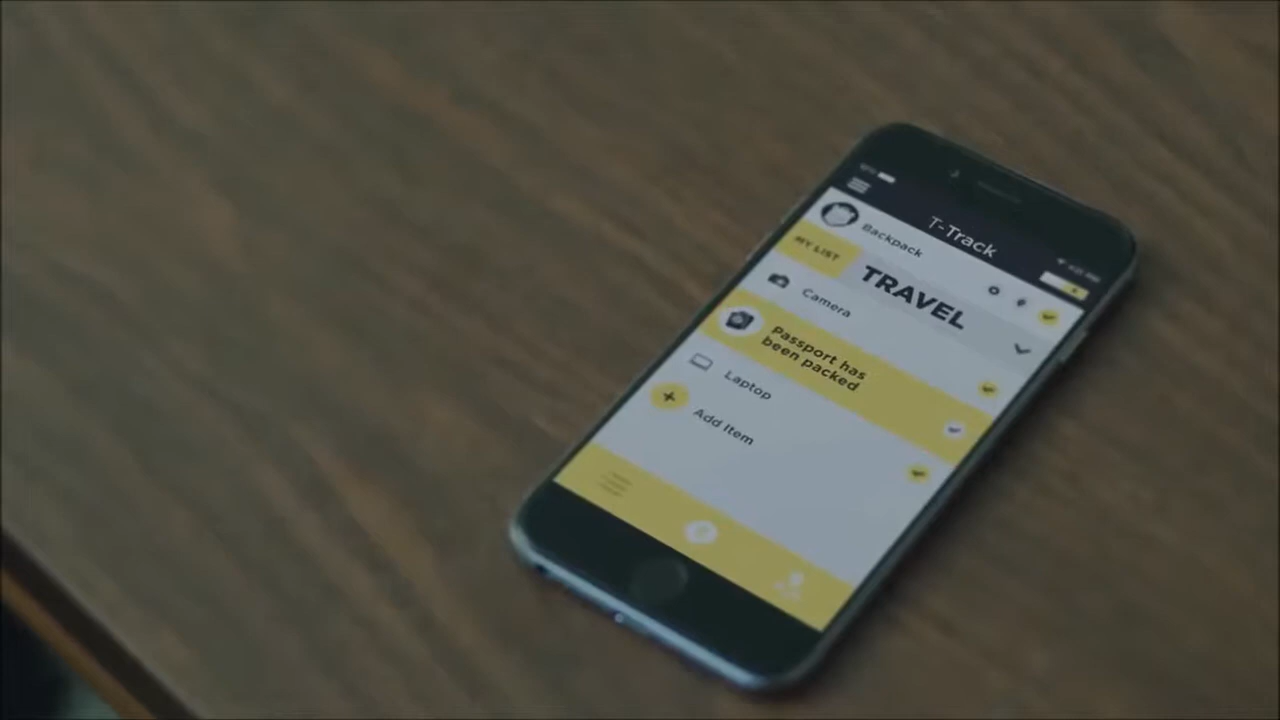 T-Track
Backpack
MY LIST
TRAVEL
Camera
Passport has
been packed
Laptop
Add Item